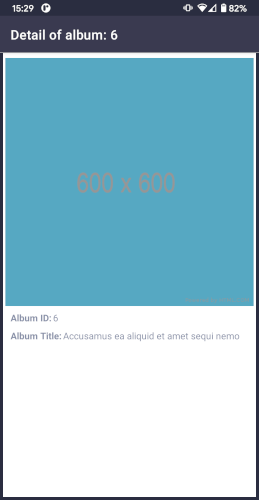 15:29
82%
Detail of album: 6
600 x 600
Album ID: 6
Album Title: Accusamus ea aliquid et amet sequi nemo